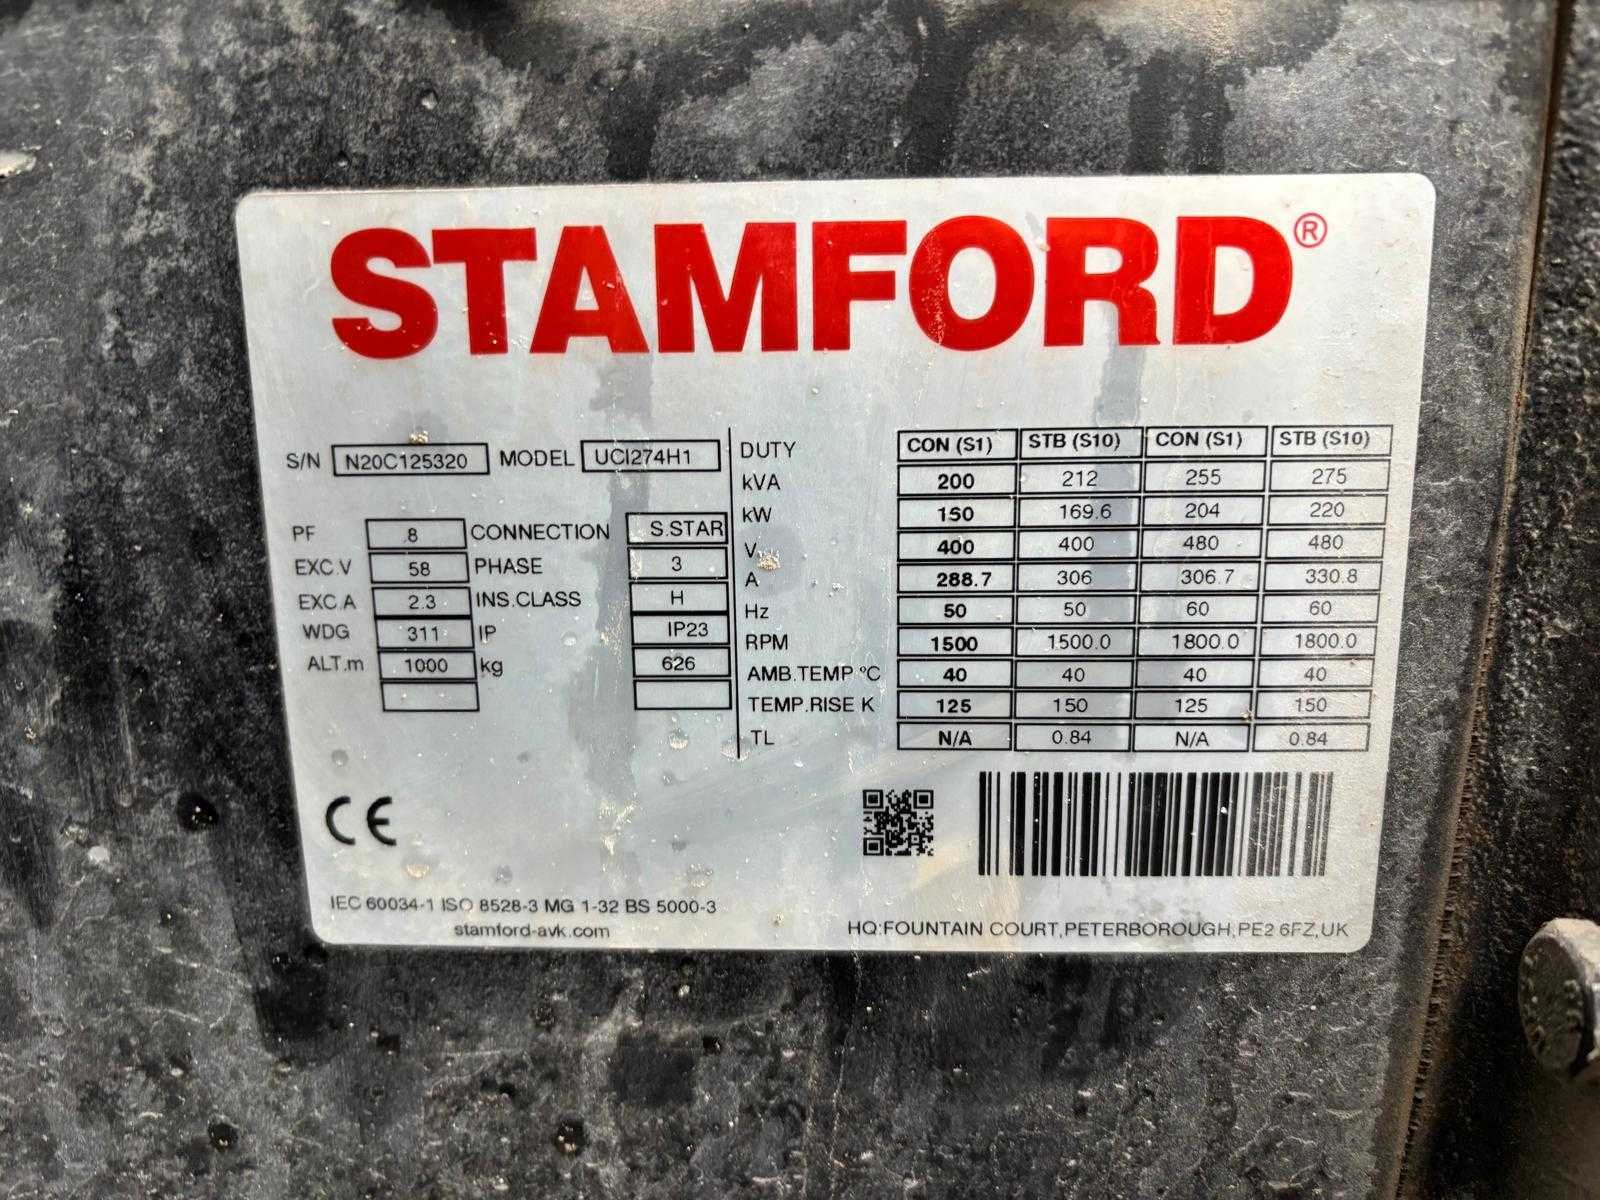 STAMFORD®
S/N N20C125320 MODEL UCI274H1
PF .8 CONNECTION S.STAR
EXC.V 58 PHASE 3
EXC.A 2.3 INS.CLASS H
WDG 311 IP IP23
ALT.m 1000 kg 626
DUTY CON (S1) STB (S10) CON (S1) STB (S10)
kVA 200 212 255 275
kW 150 169.6 204 220
V 400 400 480 480
A 288.7 306 306.7 330.8
Hz 50 50 60 60
RPM 1500 1500.0 1800.0 1800.0
AMB.TEMP °C 40 40 40 40
TEMP.RISE K 125 150 125 150
TL N/A 0.84 N/A 0.84
CE
IEC 60034-1 ISO 8528-3 MG 1-32 BS 5000-3
stamford-avk.com
HQ:FOUNTAIN COURT,PETERBOROUGH,PE2 6FZ,UK